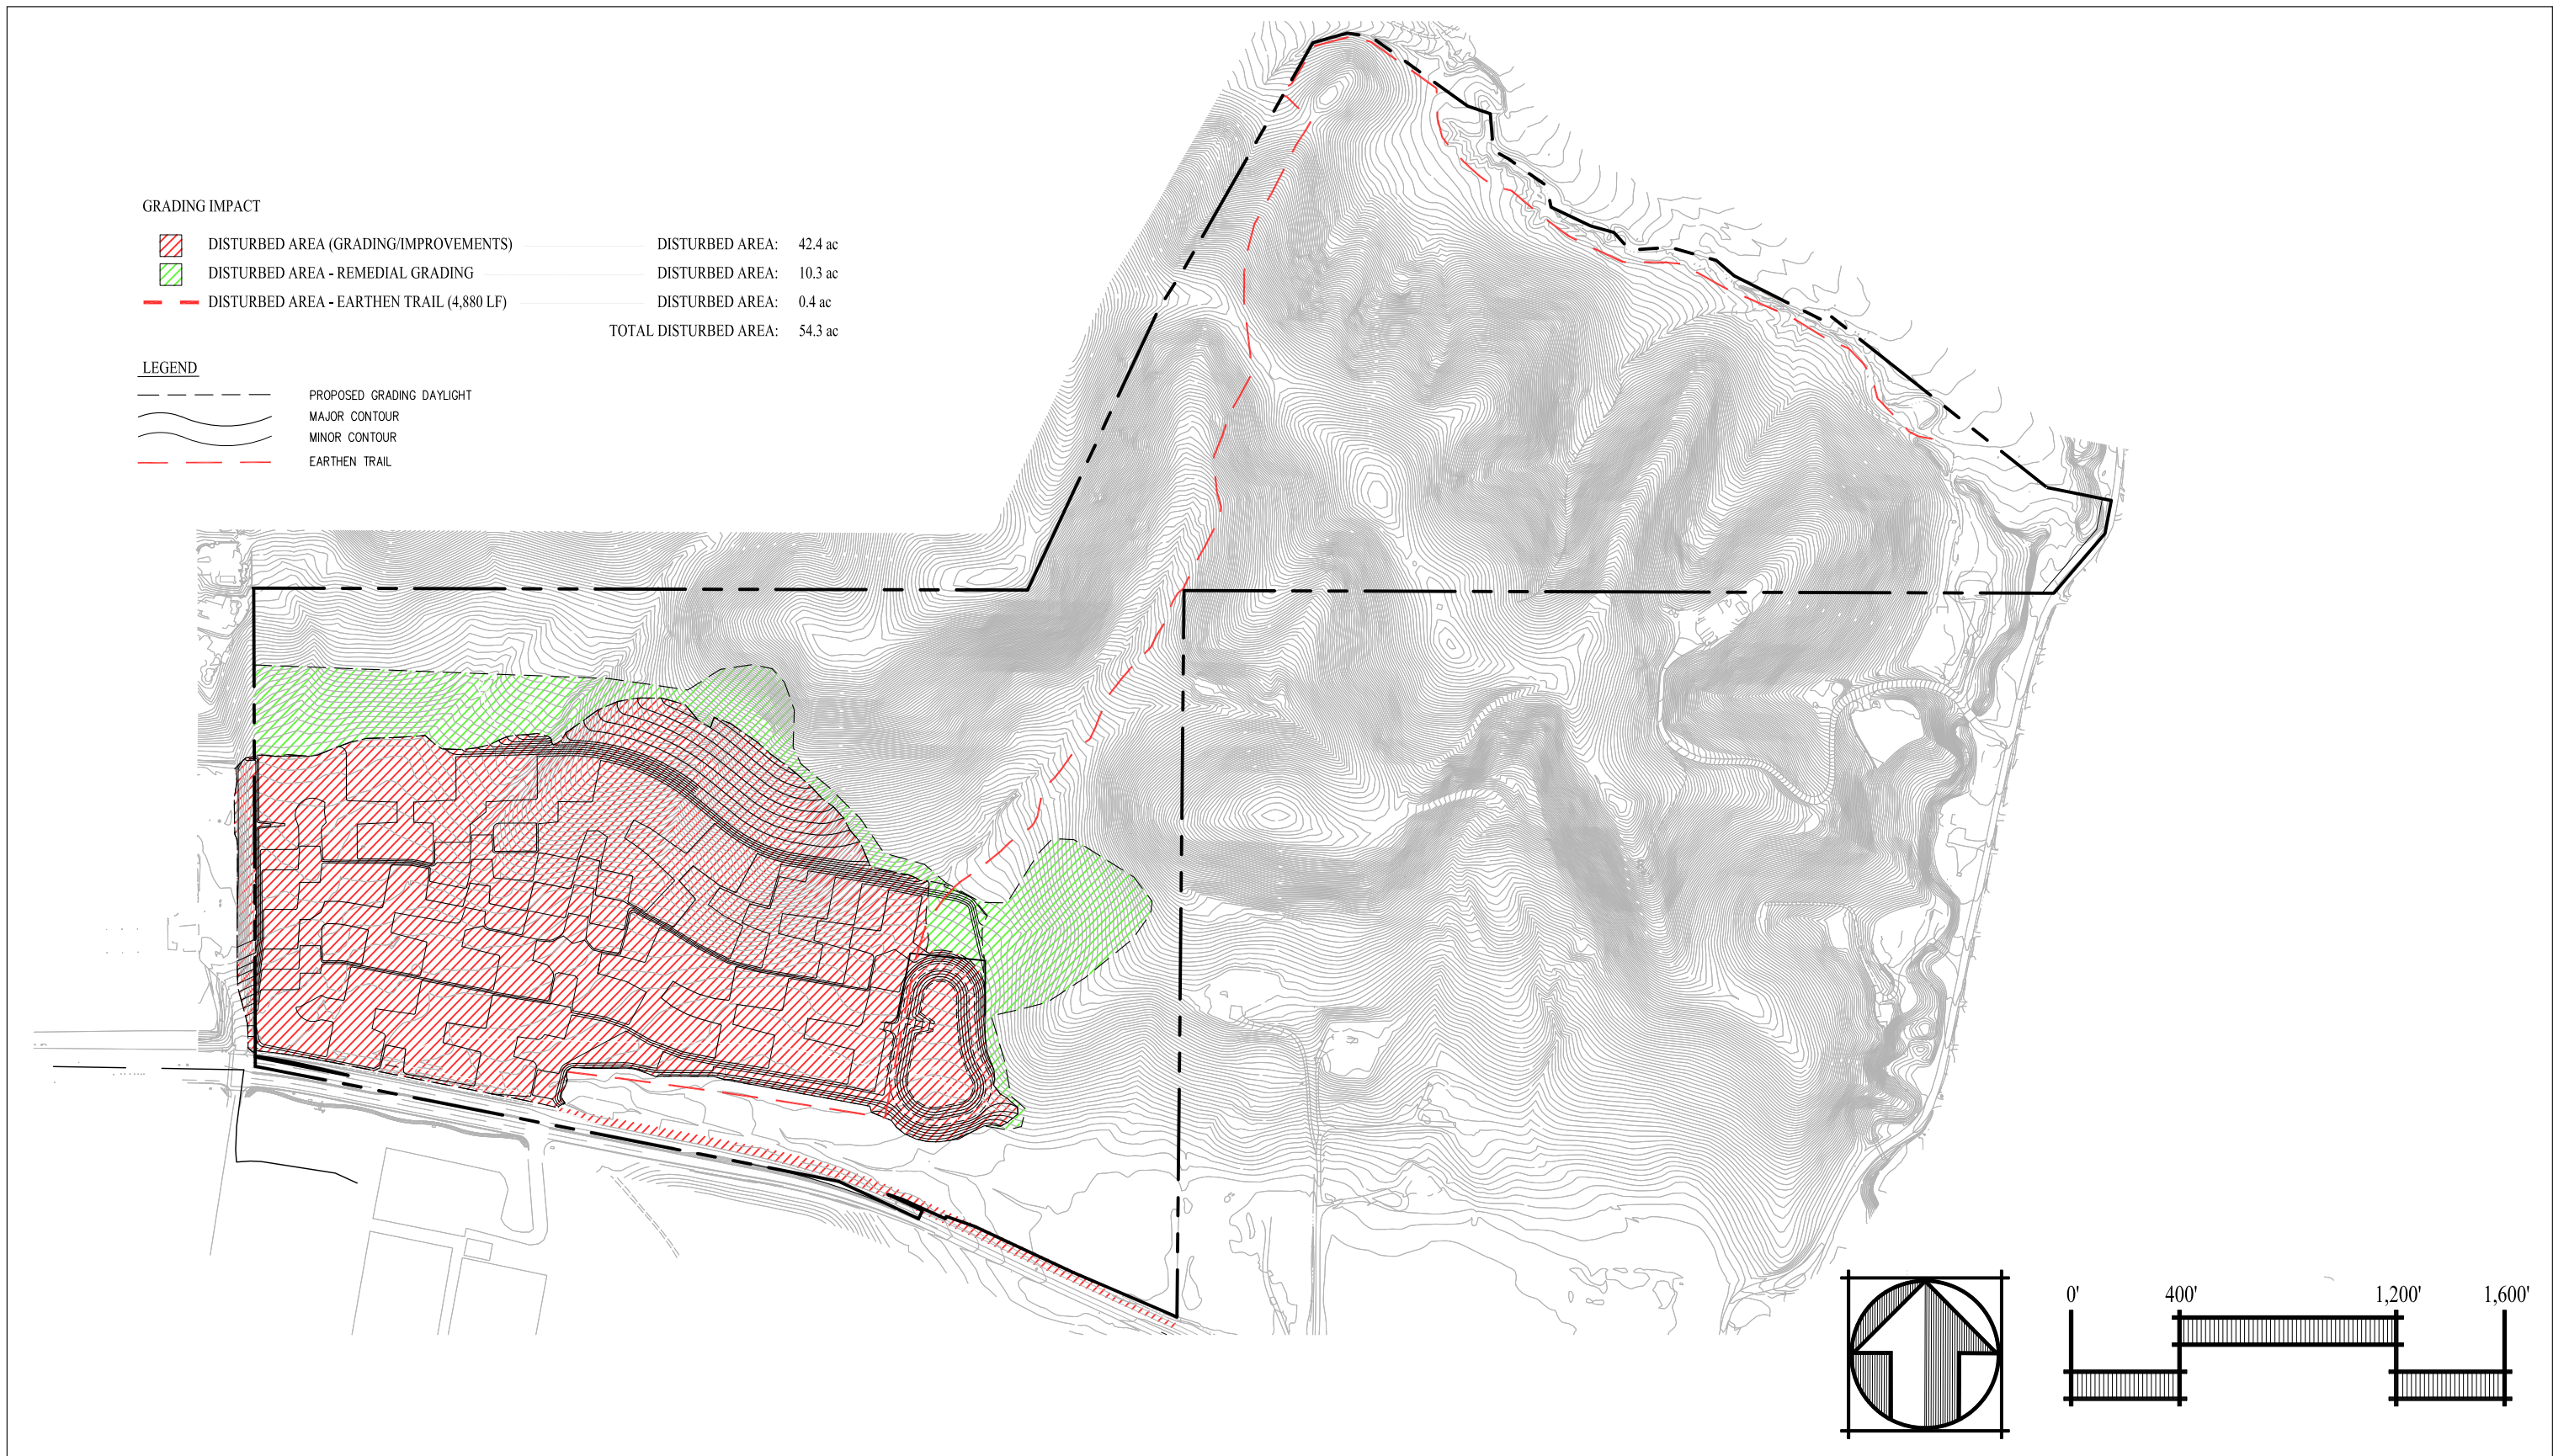 GRADING IMPACT
DISTURBED AREA (GRADING/IMPROVEMENTS) DISTURBED AREA: 42.4 ac
DISTURBED AREA - REMEDIAL GRADING DISTURBED AREA: 10.3 ac
DISTURBED AREA - EARTHEN TRAIL (4,880 LF) DISTURBED AREA: 0.4 ac
TOTAL DISTURBED AREA: 54.3 ac
LEGEND
PROPOSED GRADING DAYLIGHT
MAJOR CONTOUR
MINOR CONTOUR
EARTHEN TRAIL
0' 400' 1,200' 1,600'